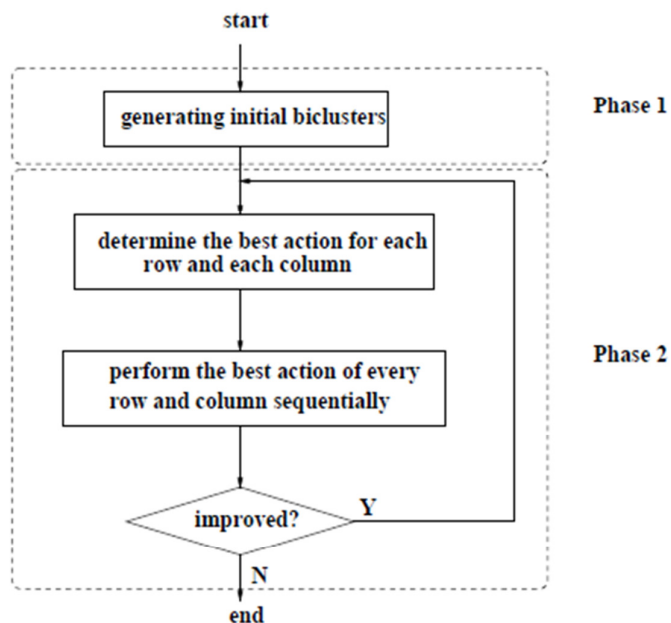 start
generating initial biclusters
Phase 1
determine the best action for each
row and each column
perform the best action of every
row and column sequentially
Phase 2
improved?
Y
N
end